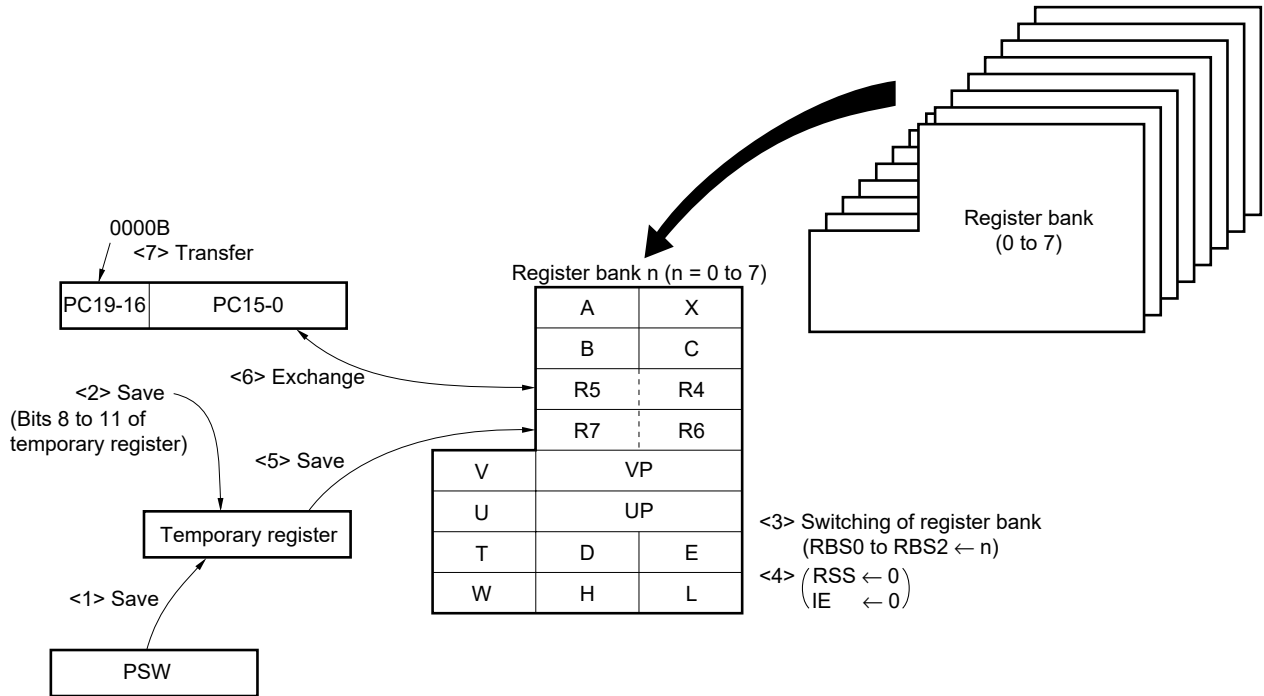 Register bank
(0 to 7)
0000B
<7> Transfer
PC19-16 PC15-0
Register bank n (n = 0 to 7)
A X
B C
<6> Exchange
R5 R4
<2> Save
(Bits 8 to 11 of
temporary register)
R7 R6
<5> Save
V VP
U UP
Temporary register
<3> Switching of register bank
(RBS0 to RBS2 ← n)
T D E
<4> (RSS ← 0
IE ← 0)
W H L
<1> Save
PSW